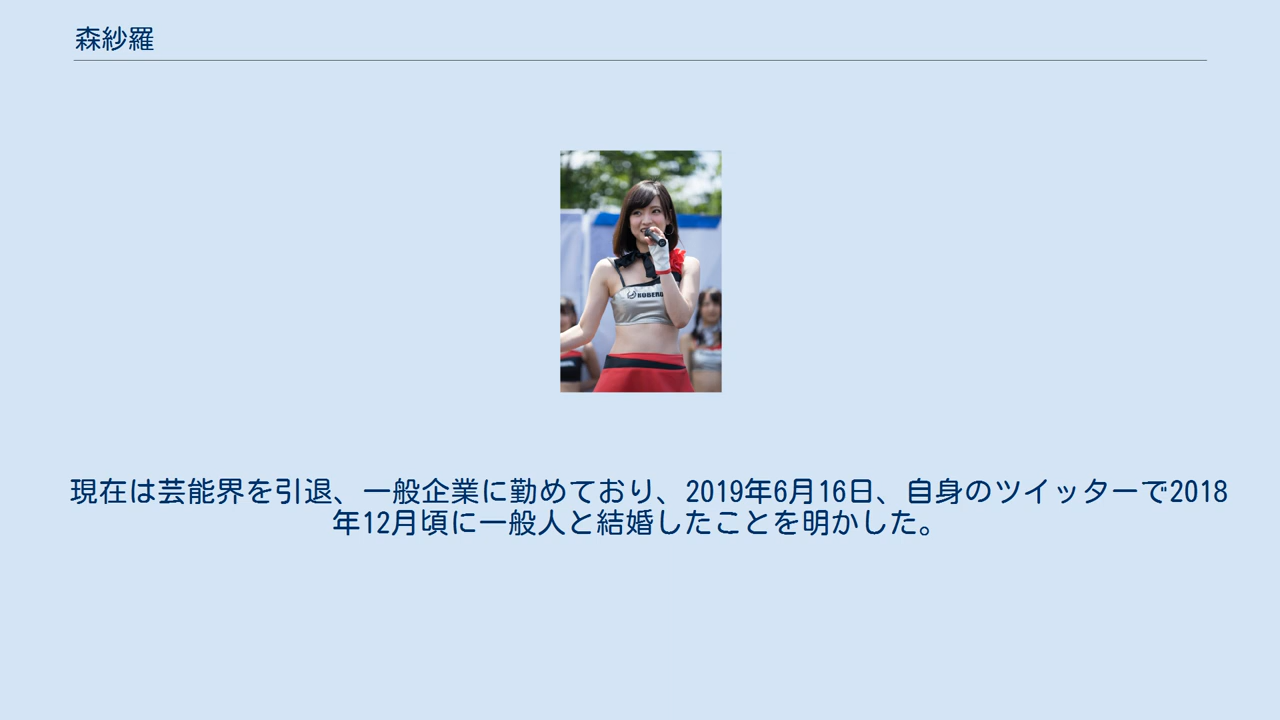 森紗羅
現在は芸能界を引退、一般企業に勤めており、2019年6月16日、自身のツイッターで2018
年12月頃に一般人と結婚したことを明かした。